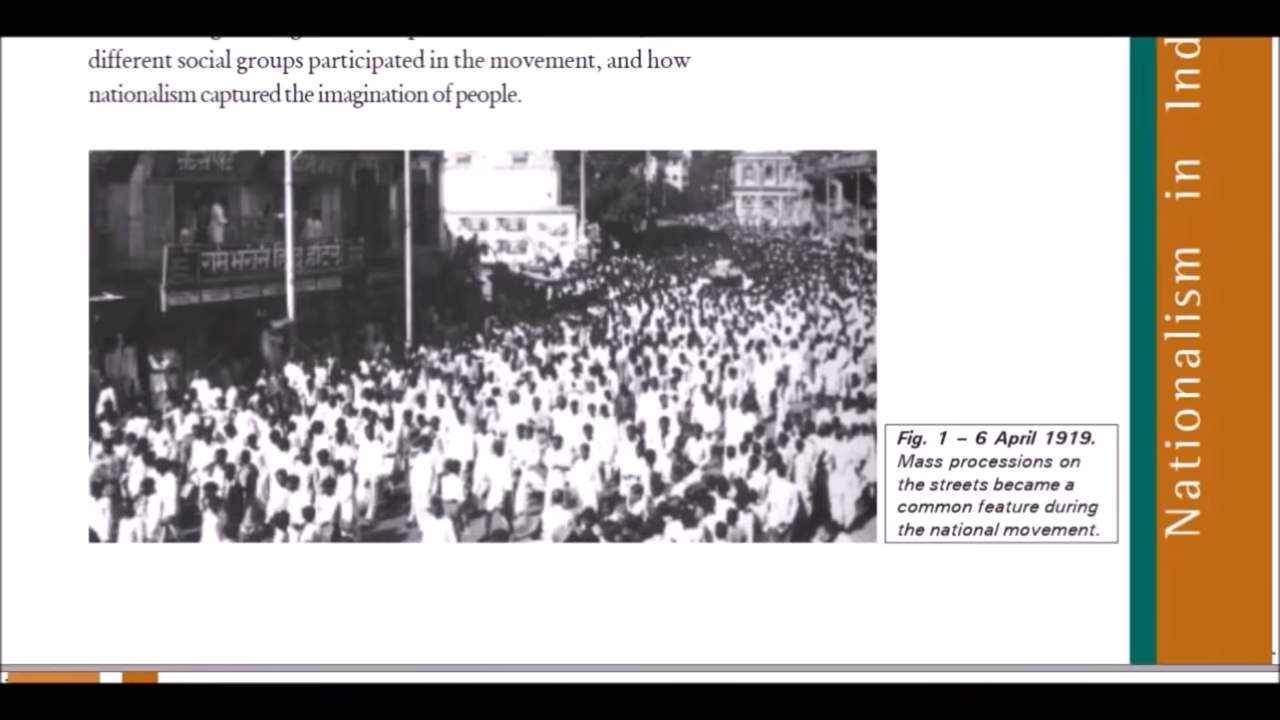 different social groups participated in the movement, and how
nationalism captured the imagination of people.
Fig. 1 – 6 April 1919.
Mass processions on
the streets became a
common feature during
the national movement.
Nationalism in Ind